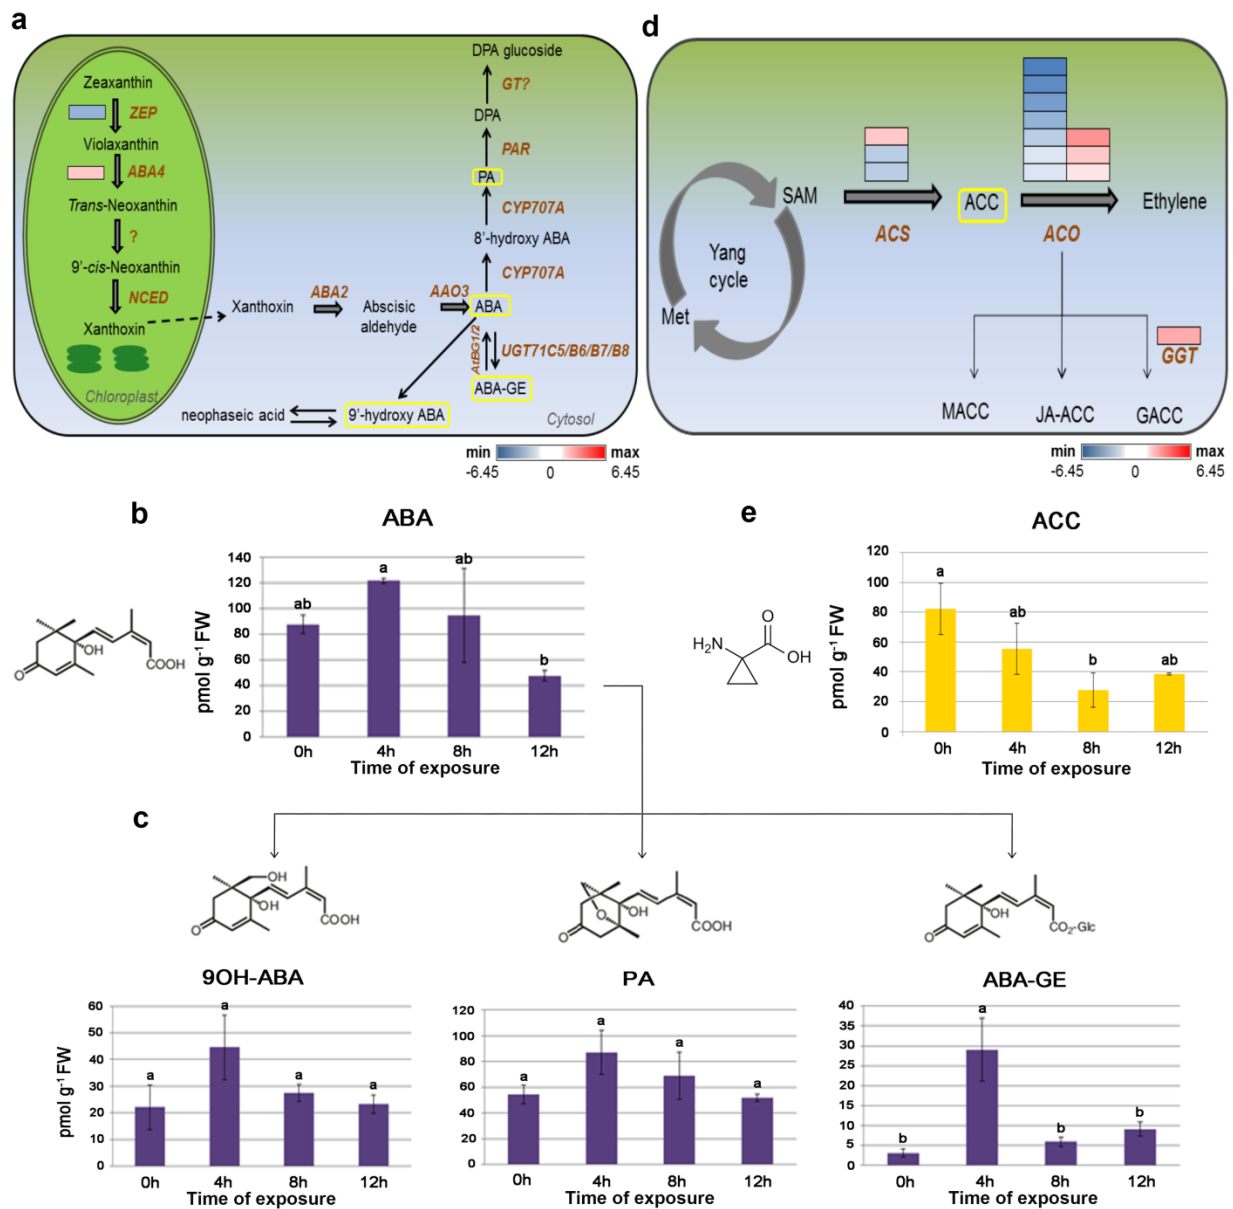 a
Zeaxanthin
ZEP
Violaxanthin
ABA4
Trans-Neoxanthin
?
9'-cis-Neoxanthin
NCED
Xanthoxin
Chloroplast
Xanthoxin
ABA2
Abscisic
aldehyde
AAO3
ABA
DPA glucoside
GT?
DPA
PAR
PA
CYP707A
8'-hydroxy ABA
CYP707A
AtBG1/2
UGT71C5/B6/B7/B8
ABA-GE
neophaseic acid
9'-hydroxy ABA
Cytosol
min
max
-6.45
0
6.45
d
SAM
Yang
cycle
Met
ACS
ACC
ACO
Ethylene
GGT
MACC
JA-ACC
GACC
min
max
-6.45
0
6.45
b
ABA
OH
COOH
O
pmol g-1 FW
140
120
100
80
60
40
20
0
ab
a
ab
b
0h
4h
8h
12h
Time of exposure
e
ACC
H2N
O
OH
pmol g-1 FW
120
100
80
60
40
20
0
a
ab
b
ab
0h
4h
8h
12h
Time of exposure
c
OH
OH
COOH
O
O
OH
COOH
O
OH
CO2-Glc
O
9OH-ABA
pmol g-1 FW
60
50
40
30
20
10
0
a
a
a
a
0h
4h
8h
12h
Time of exposure
PA
120
100
80
60
40
20
0
a
a
a
a
0h
4h
8h
12h
Time of exposure
ABA-GE
40
35
30
25
20
15
10
5
0
b
a
b
b
0h
4h
8h
12h
Time of exposure